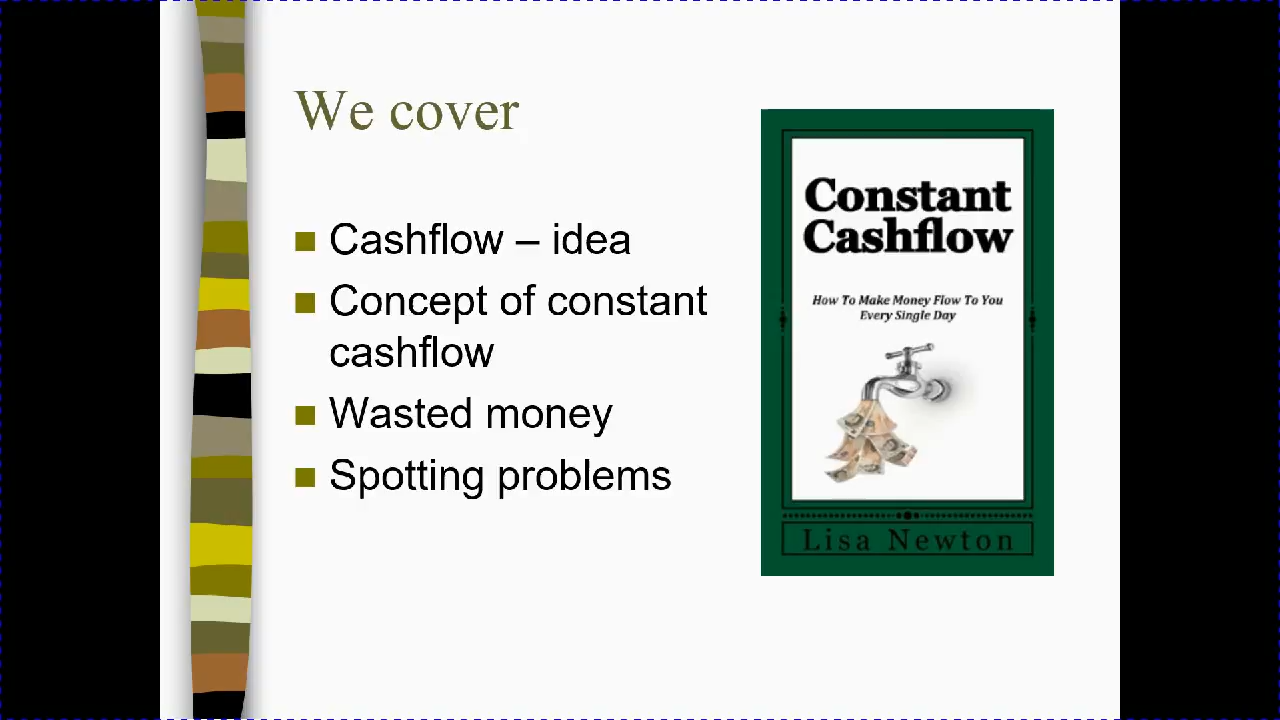 We cover
Cashflow – idea
Concept of constant
cashflow
Wasted money
Spotting problems
Constant
Cashflow
How To Make Money Flow To You
Every Single Day
Lisa Newton